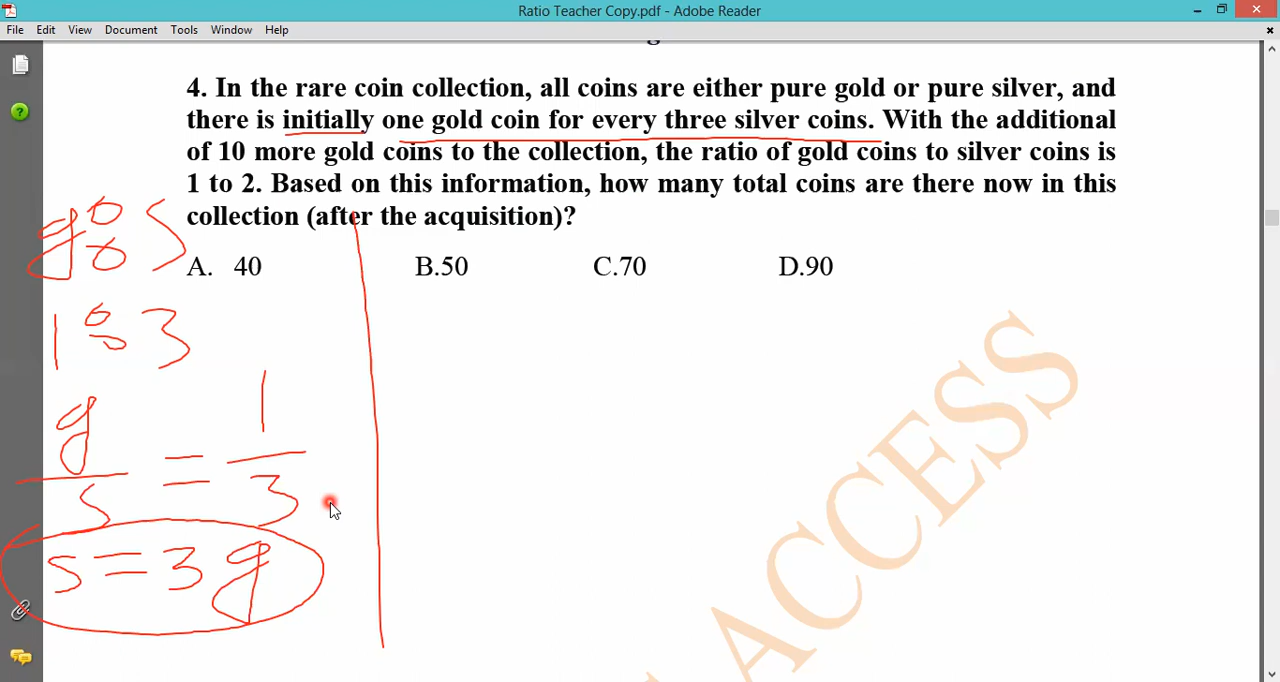 Ratio Teacher Copy.pdf - Adobe Reader
File Edit View Document Tools Window Help
4. In the rare coin collection, all coins are either pure gold or pure silver, and
there is initially one gold coin for every three silver coins. With the additional
of 10 more gold coins to the collection, the ratio of gold coins to silver coins is
1 to 2. Based on this information, how many total coins are there now in this
collection (after the acquisition)?
A. 40 B.50 C.70 D.90
g : s
1 : 3
g/s = 1/3
s = 3g
ACCESS